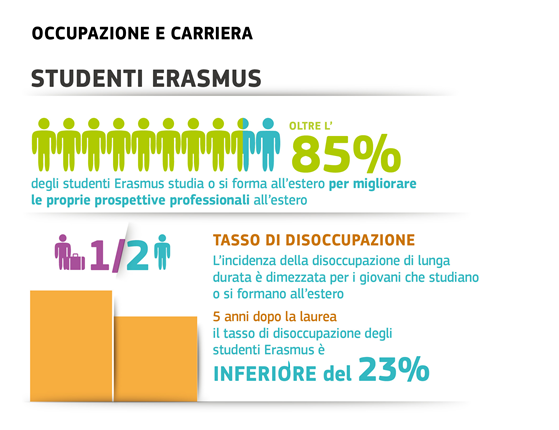 OCCUPAZIONE E CARRIERA
STUDENTI ERASMUS
OLTRE L'
85%
degli studenti Erasmus studia o si forma all'estero per migliorare
le proprie prospettive professionali all'estero
1/2
TASSO DI DISOCCUPAZIONE
L'incidenza della disoccupazione di lunga
durata è dimezzata per i giovani che studiano
o si formano all'estero
5 anni dopo la laurea
il tasso di disoccupazione degli
studenti Erasmus è
INFERIORE del 23%